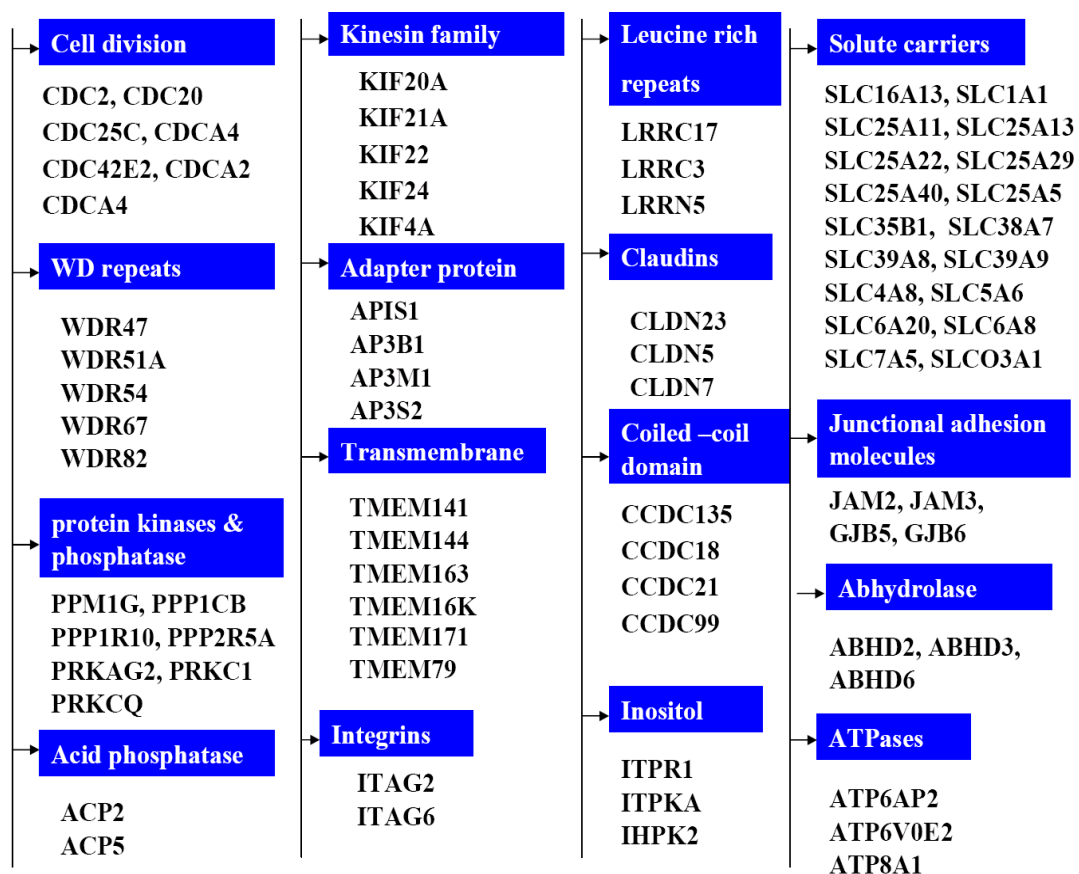 Cell division
CDC2, CDC20
CDC25C, CDCA4
CDC42E2, CDCA2
CDCA4
WD repeats
WDR47
WDR51A
WDR54
WDR67
WDR82
protein kinases &
phosphatase
PPM1G, PPP1CB
PPP1R10, PPP2R5A
PRKAG2, PRKC1
PRKCQ
Acid phosphatase
ACP2
ACP5
Kinesin family
KIF20A
KIF21A
KIF22
KIF24
KIF4A
Adapter protein
APIS1
AP3B1
AP3M1
AP3S2
Transmembrane
TMEM141
TMEM144
TMEM163
TMEM16K
TMEM171
TMEM79
Integrins
ITAG2
ITAG6
Leucine rich
repeats
LRRC17
LRRC3
LRRN5
Claudins
CLDN23
CLDN5
CLDN7
Coiled –coil
domain
CCDC135
CCDC18
CCDC21
CCDC99
Inositol
ITPR1
ITPKA
IHPK2
Solute carriers
SLC16A13, SLC1A1
SLC25A11, SLC25A13
SLC25A22, SLC25A29
SLC25A40, SLC25A5
SLC35B1, SLC38A7
SLC39A8, SLC39A9
SLC4A8, SLC5A6
SLC6A20, SLC6A8
SLC7A5, SLCO3A1
Junctional adhesion
molecules
JAM2, JAM3,
GJB5, GJB6
Abhydrolase
ABHD2, ABHD3,
ABHD6
ATPases
ATP6AP2
ATP6V0E2
ATP8A1